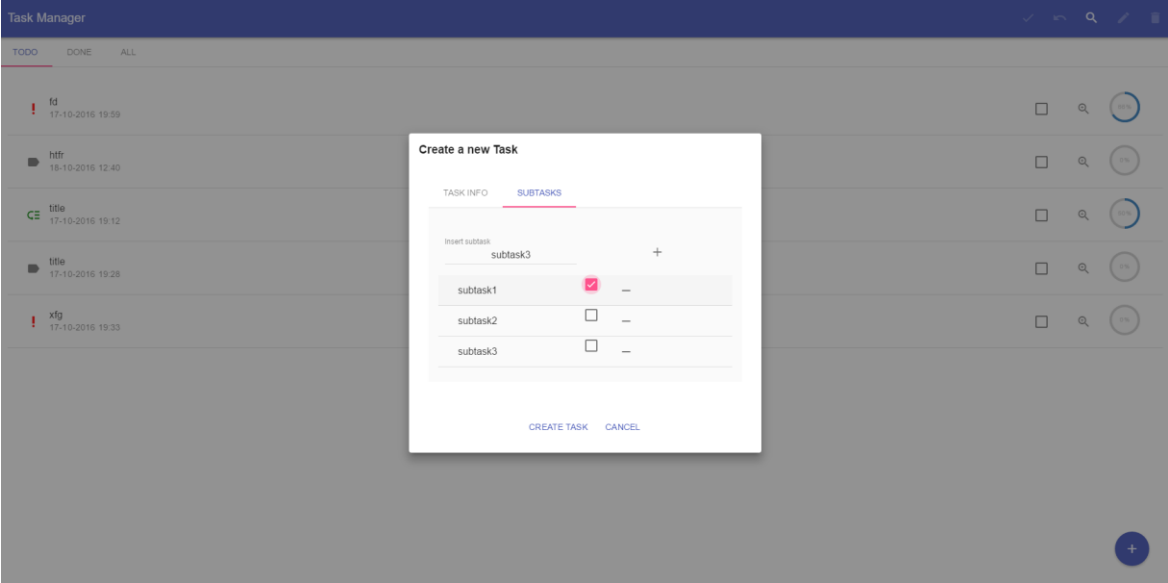 Task Manager
TODO DONE ALL
fd
17-10-2016 19:59
htfr
18-10-2016 12:40
title
17-10-2016 19:12
title
17-10-2016 19:28
xfg
17-10-2016 19:33
Create a new Task
TASK INFO SUBTASKS
Insert subtask
subtask3
subtask1
subtask2
subtask3
CREATE TASK CANCEL